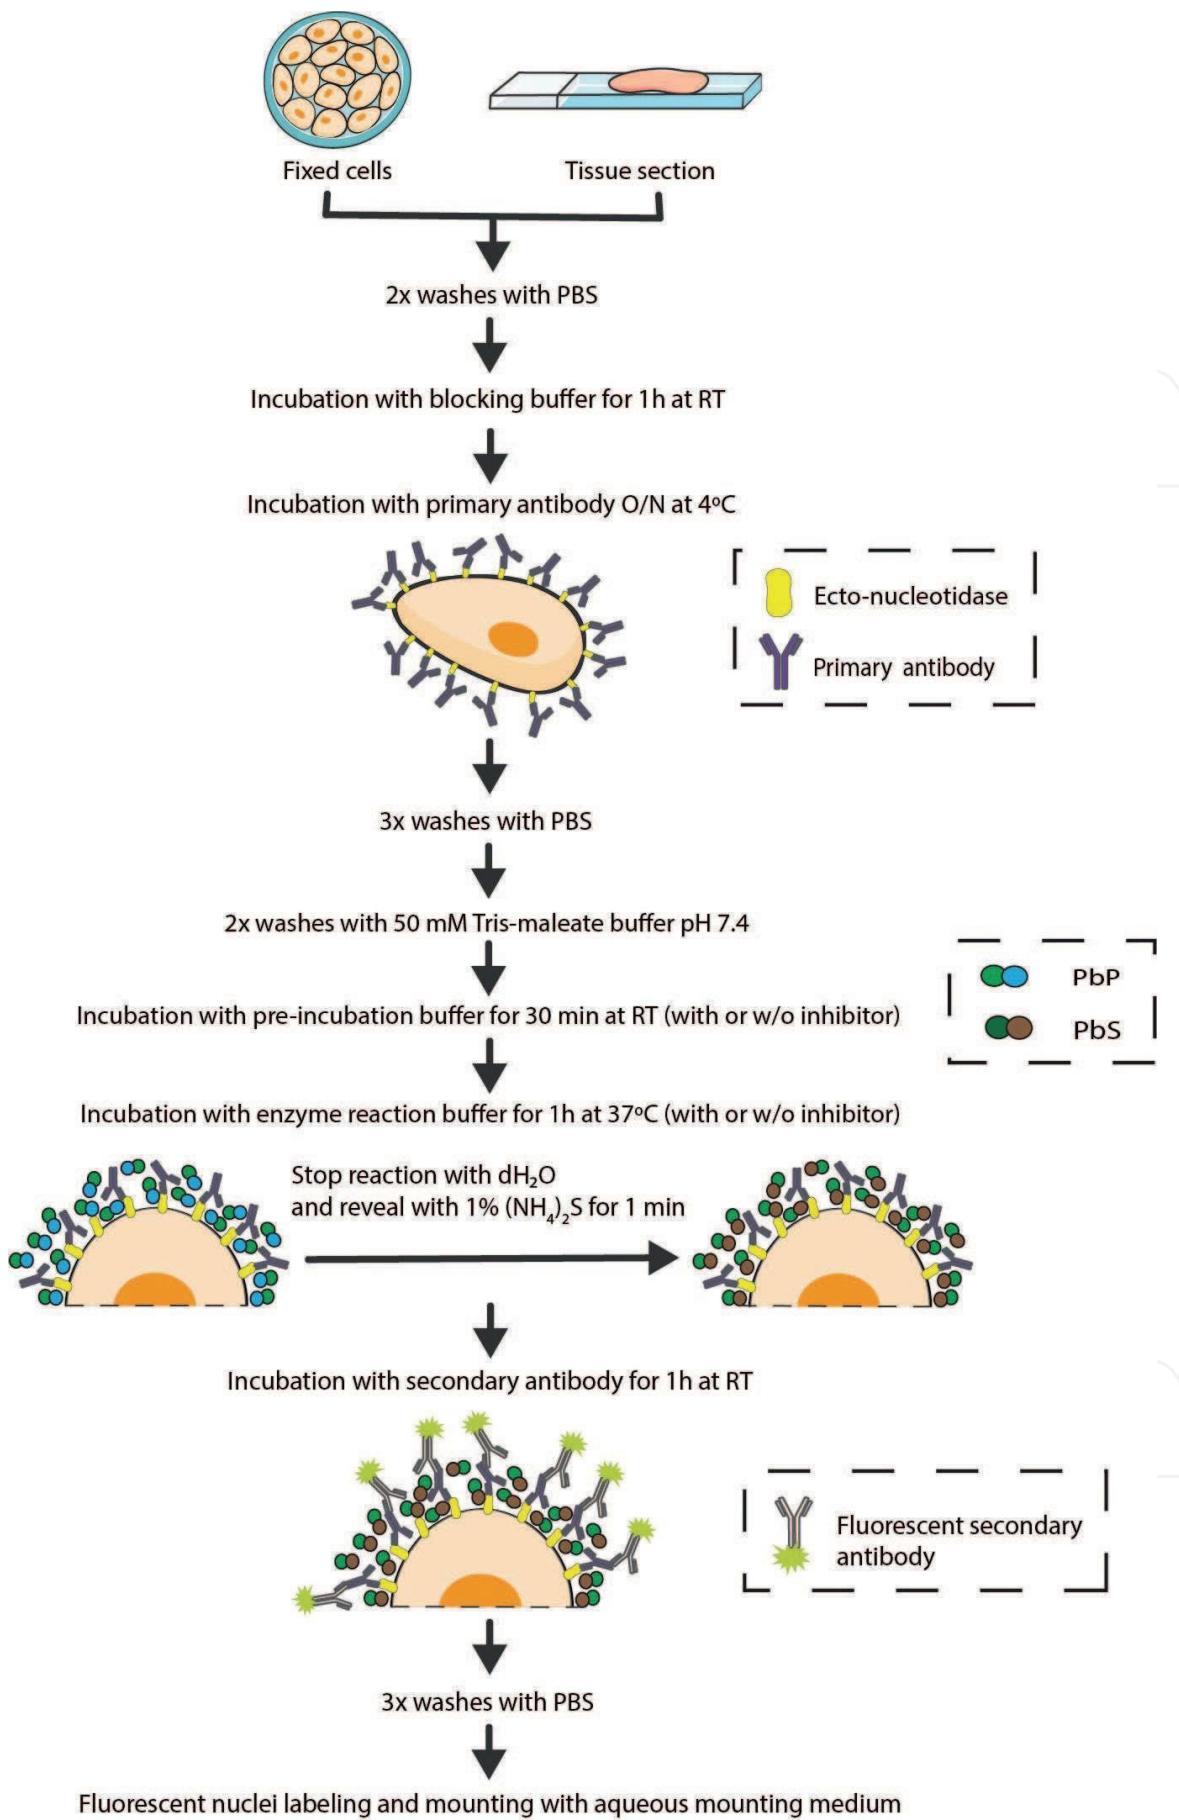 Fixed cells
Tissue section
2x washes with PBS
Incubation with blocking buffer for 1h at RT
Incubation with primary antibody O/N at 4ºC
Ecto-nucleotidase
Primary antibody
3x washes with PBS
2x washes with 50 mM Tris-maleate buffer pH 7.4
PbP
PbS
Incubation with pre-incubation buffer for 30 min at RT (with or w/o inhibitor)
Incubation with enzyme reaction buffer for 1h at 37ºC (with or w/o inhibitor)
Stop reaction with dH₂O
and reveal with 1% (NH₄)₂S for 1 min
Incubation with secondary antibody for 1h at RT
Fluorescent secondary
antibody
3x washes with PBS
Fluorescent nuclei labeling and mounting with aqueous mounting medium